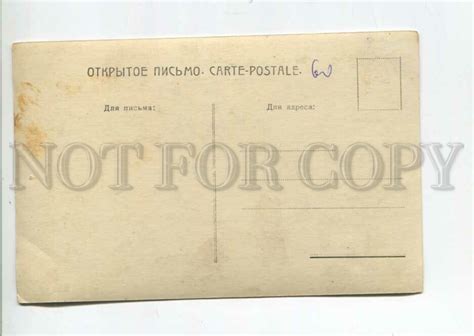 ОТКРЫТОЕ ПИСЬМО. CARTE-POSTALE.
Для письма: Для адреса:
NOT FOR COPY